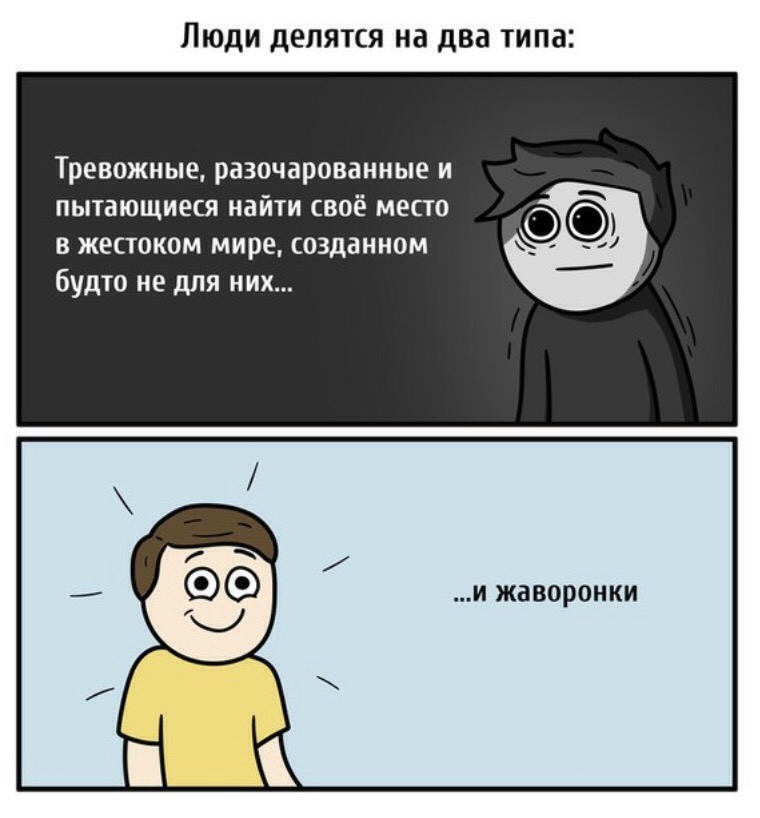 Люди делятся на два типа:
Тревожные, разочарованные и
пытающиеся найти своё место
в жестоком мире, созданном
будто не для них...
...и жаворонки